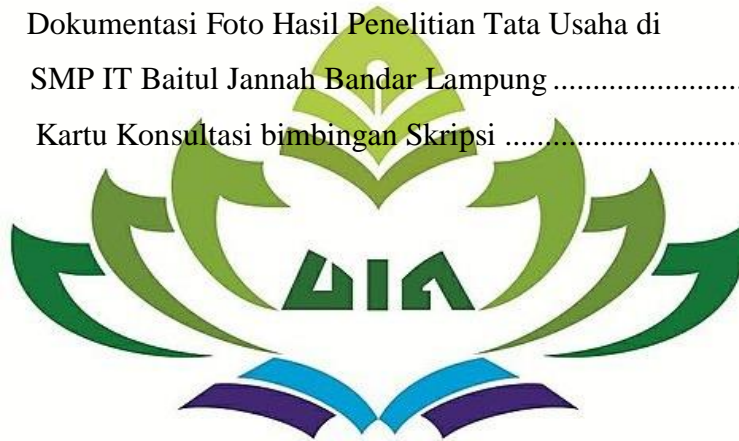 Dokumentasi Foto Hasil Penelitian Tata Usaha di
SMP IT Baitul Jannah Bandar Lampung ........................
Kartu Konsultasi bimbingan Skripsi ..............................
UIN